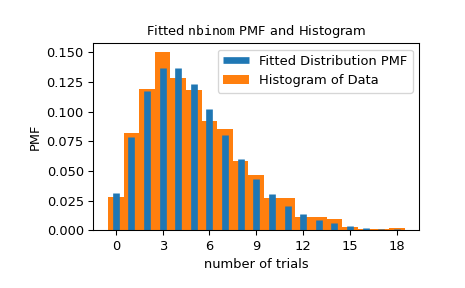 Fitted nbinom PMF and Histogram
Fitted Distribution PMF
Histogram of Data
PMF
0.150
0.125
0.100
0.075
0.050
0.025
0.000
0 3 6 9 12 15 18
number of trials